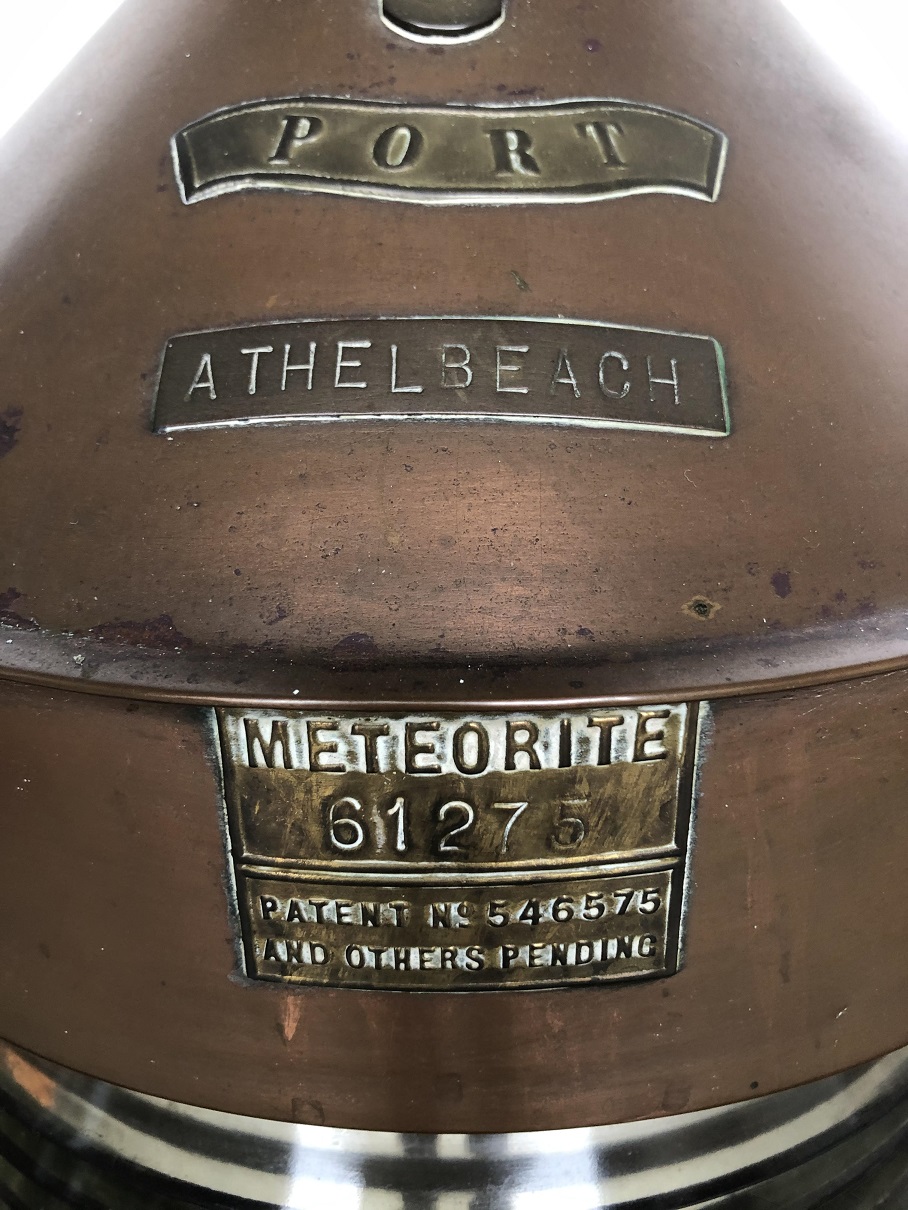 PORT
ATHELBEACH
METEORITE
61275
PATENT Nº 546575
AND OTHERS PENDING